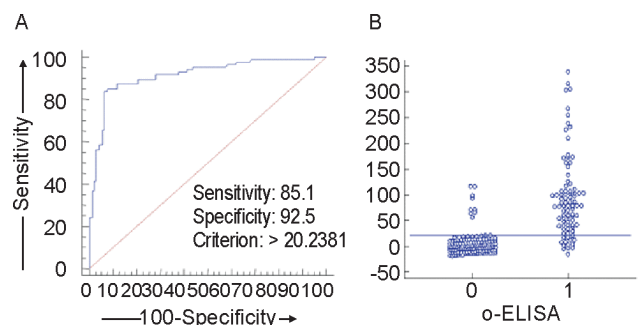 A
Sensitivity
100
80
60
40
20
0
Sensitivity: 85.1
Specificity: 92.5
Criterion: > 20.2381
0 10 20 30 40 50 60 70 80 90 100
100-Specificity
B
350
300
250
200
150
100
50
0
-50
0 1
o-ELISA